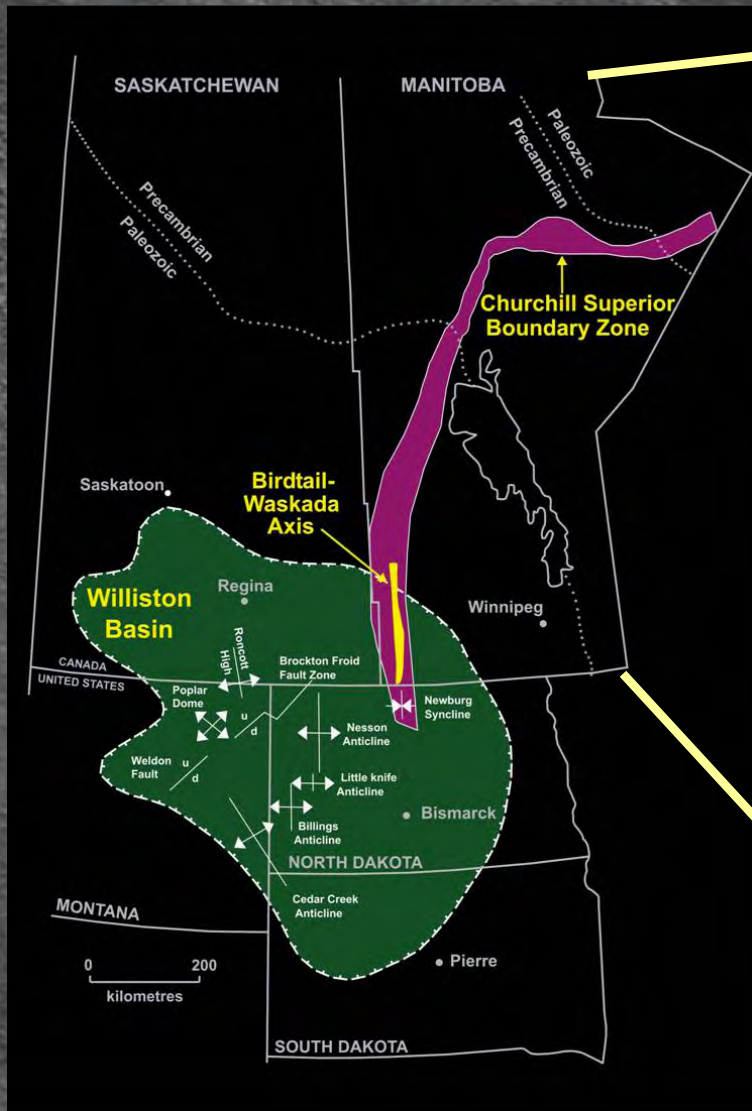 SASKATCHEWAN
MANITOBA
Paleozoic
Precambrian
Precambrian
Paleozoic
Churchill Superior
Boundary Zone
Saskatoon
Birdtail-
Waskada
Axis
Regina
Williston
Basin
Winnipeg
Roncott
High
Brockton Froid
Fault Zone
CANADA
UNITED STATES
Poplar
Dome
u
d
Newburg
Syncline
Nesson
Anticline
Weldon
Fault
u
d
Little knife
Anticline
Bismarck
Billings
Anticline
NORTH DAKOTA
Cedar Creek
Anticline
MONTANA
0 200
kilometres
Pierre
SOUTH DAKOTA